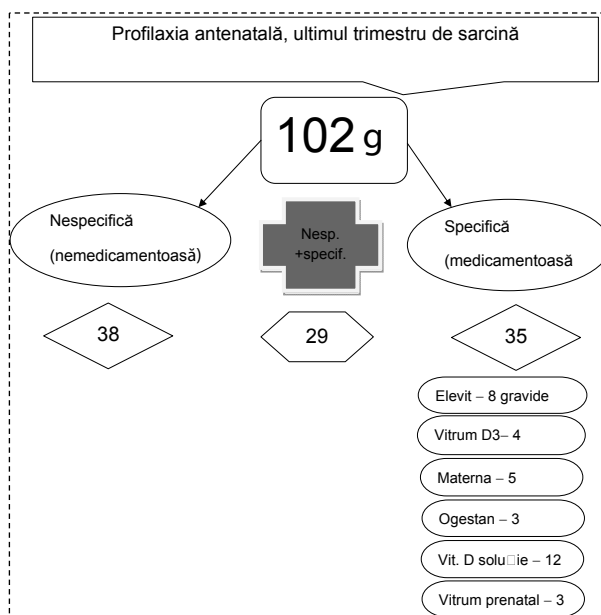 Profilaxia antenatală, ultimul trimestru de sarcină
102 g
Nespecifică
(nemedicamentoasă)
Nesp.
+specif.
Specifică
(medicamentoasă
38
29
35
Elevit – 8 gravide
Vitrum D3– 4
Materna – 5
Ogestan – 3
Vit. D solu□ie – 12
Vitrum prenatal – 3